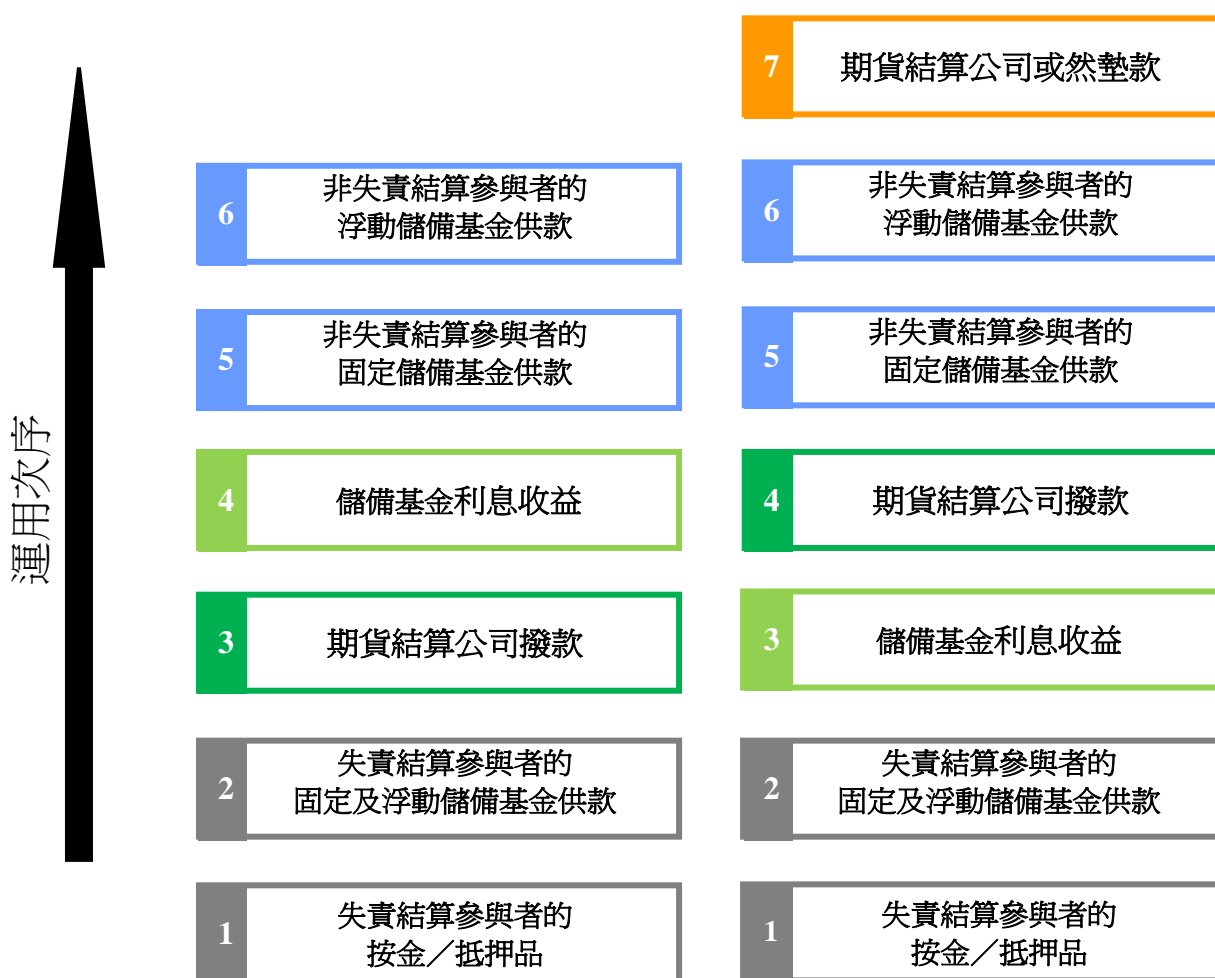 運用次序
6
非失責結算參與者的
浮動儲備基金供款
5
非失責結算參與者的
固定儲備基金供款
4
儲備基金利息收益
3
期貨結算公司撥款
2
失責結算參與者的
固定及浮動儲備基金供款
1
失責結算參與者的
按金／抵押品
7
期貨結算公司或然墊款
6
非失責結算參與者的
浮動儲備基金供款
5
非失責結算參與者的
固定儲備基金供款
4
期貨結算公司撥款
3
儲備基金利息收益
2
失責結算參與者的
固定及浮動儲備基金供款
1
失責結算參與者的
按金／抵押品